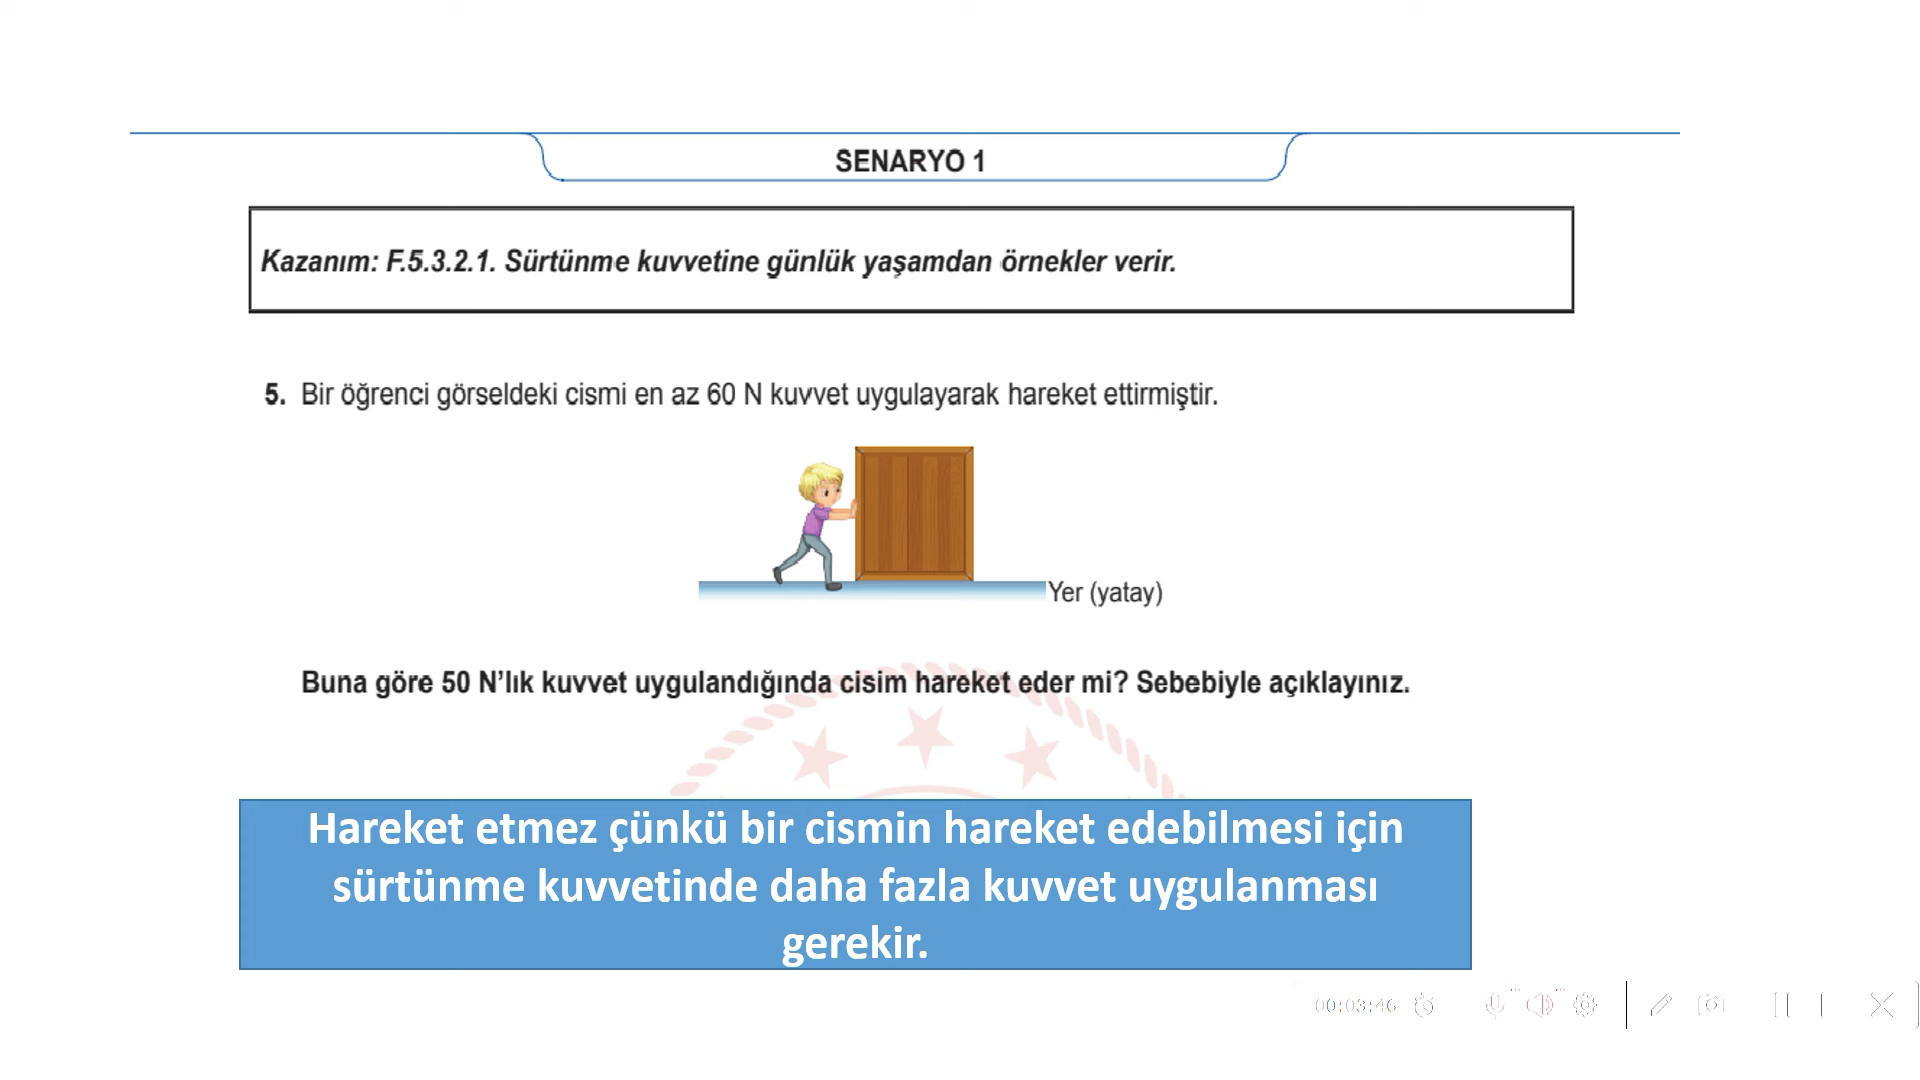 SENARYO 1
Kazanım: F.5.3.2.1. Sürtünme kuvvetine günlük yaşamdan örnekler verir.
5. Bir öğrenci görseldeki cismi en az 60 N kuvvet uygulayarak hareket ettirmiştir.
Yer (yatay)
Buna göre 50 N’lık kuvvet uygulandığında cisim hareket eder mi? Sebebiyle açıklayınız.
Hareket etmez çünkü bir cismin hareket edebilmesi için
sürtünme kuvvetinde daha fazla kuvvet uygulanması
gerekir.
00:03:46